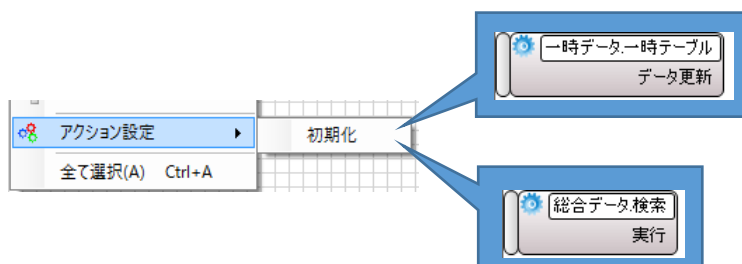 一時データ.一時テーブル
データ更新
アクション設定
初期化
全て選択(A) Ctrl+A
総合データ.検索
実行